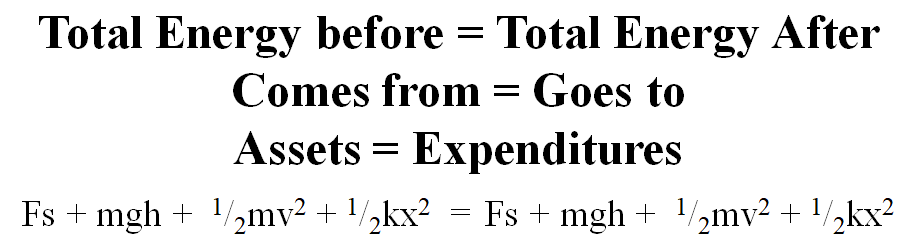 Total Energy before = Total Energy After
Comes from = Goes to
Assets = Expenditures
Fs + mgh + ¹/₂mv² + ¹/₂kx² = Fs + mgh + ¹/₂mv² + ¹/₂kx²